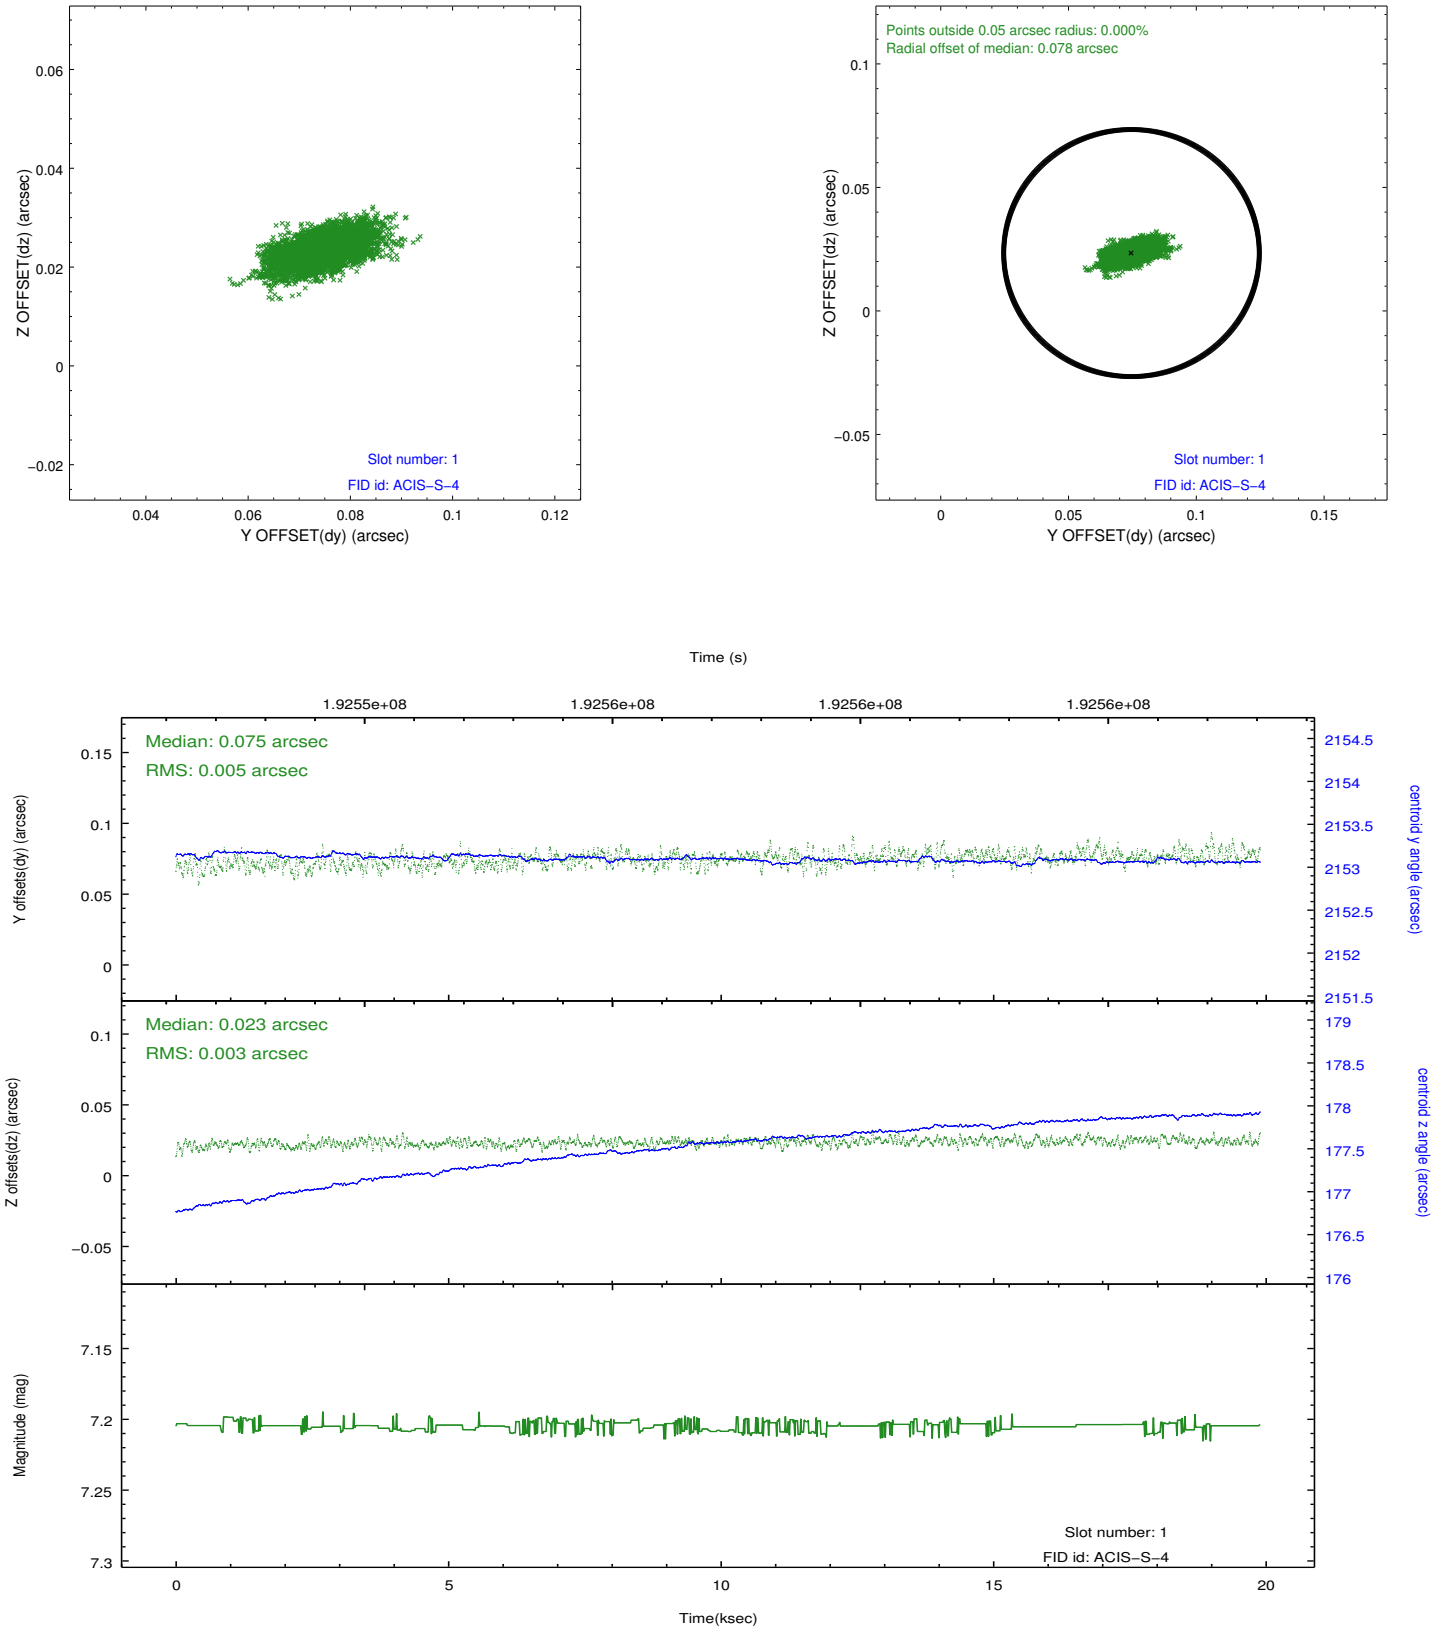 0.06
0.04
0.02
0
−0.02
Z OFFSET(dz) (arcsec)
Slot number: 1
FID id: ACIS−S−4
0.04
0.06
0.08
0.1
0.12
Y OFFSET(dy) (arcsec)
Points outside 0.05 arcsec radius: 0.000%
Radial offset of median: 0.078 arcsec
0.1
0.05
0
−0.05
Z OFFSET(dz) (arcsec)
Slot number: 1
FID id: ACIS−S−4
0
0.05
0.1
0.15
Y OFFSET(dy) (arcsec)
Time (s)
1.9255e+08
1.9256e+08
1.9256e+08
1.9256e+08
Median: 0.075 arcsec
RMS: 0.005 arcsec
0.15
0.1
0.05
0
Y offsets(dy) (arcsec)
2154.5
2154
2153.5
2153
2152.5
2152
2151.5
centroid y angle (arcsec)
Median: 0.023 arcsec
RMS: 0.003 arcsec
0.1
0.05
0
−0.05
Z offsets(dz) (arcsec)
179
178.5
178
177.5
177
176.5
176
centroid z angle (arcsec)
7.15
7.2
7.25
7.3
Magnitude (mag)
Slot number: 1
FID id: ACIS−S−4
0
5
10
15
20
Time(ksec)